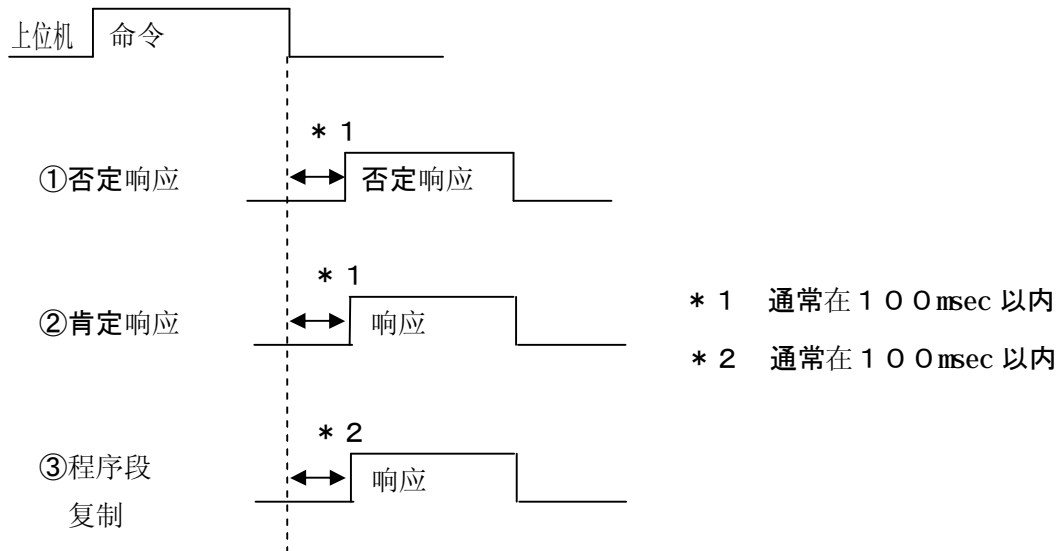 上位机 命令
＊1
①否定响应 否定响应
＊1
②肯定响应 响应
＊1 通常在１００msec以内
＊2 通常在１００msec以内
＊2
③程序段 响应
复制